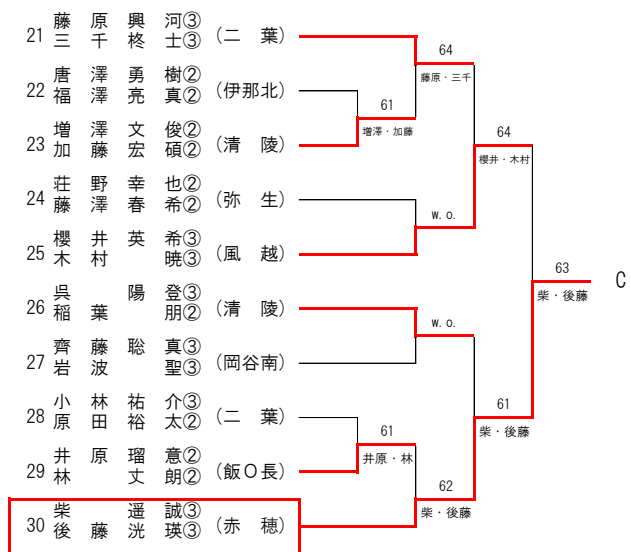 21 藤原興河③ 三千柊士③ (二葉)
22 唐澤勇樹② 福澤亮真② (伊那北)
23 増澤文俊② 加藤宏碩② (清陵)
24 荘野幸也② 藤澤春希② (弥生)
25 櫻井英希③ 木村暁③ (風越)
26 呉陽登③ 稲葉朋② (清陵)
27 齊藤聡真③ 岩波聖③ (岡谷南)
28 小林祐介③ 原田裕太② (二葉)
29 井原瑠意② 林丈朗② (飯O長)
30 柴遥誠③ 後藤洸瑛③ (赤穂)
61
増澤・加藤
64
藤原・三千
w.o.
64
櫻井・木村
w.o.
61
井原・林
62
柴・後藤
61
柴・後藤
63
柴・後藤
C